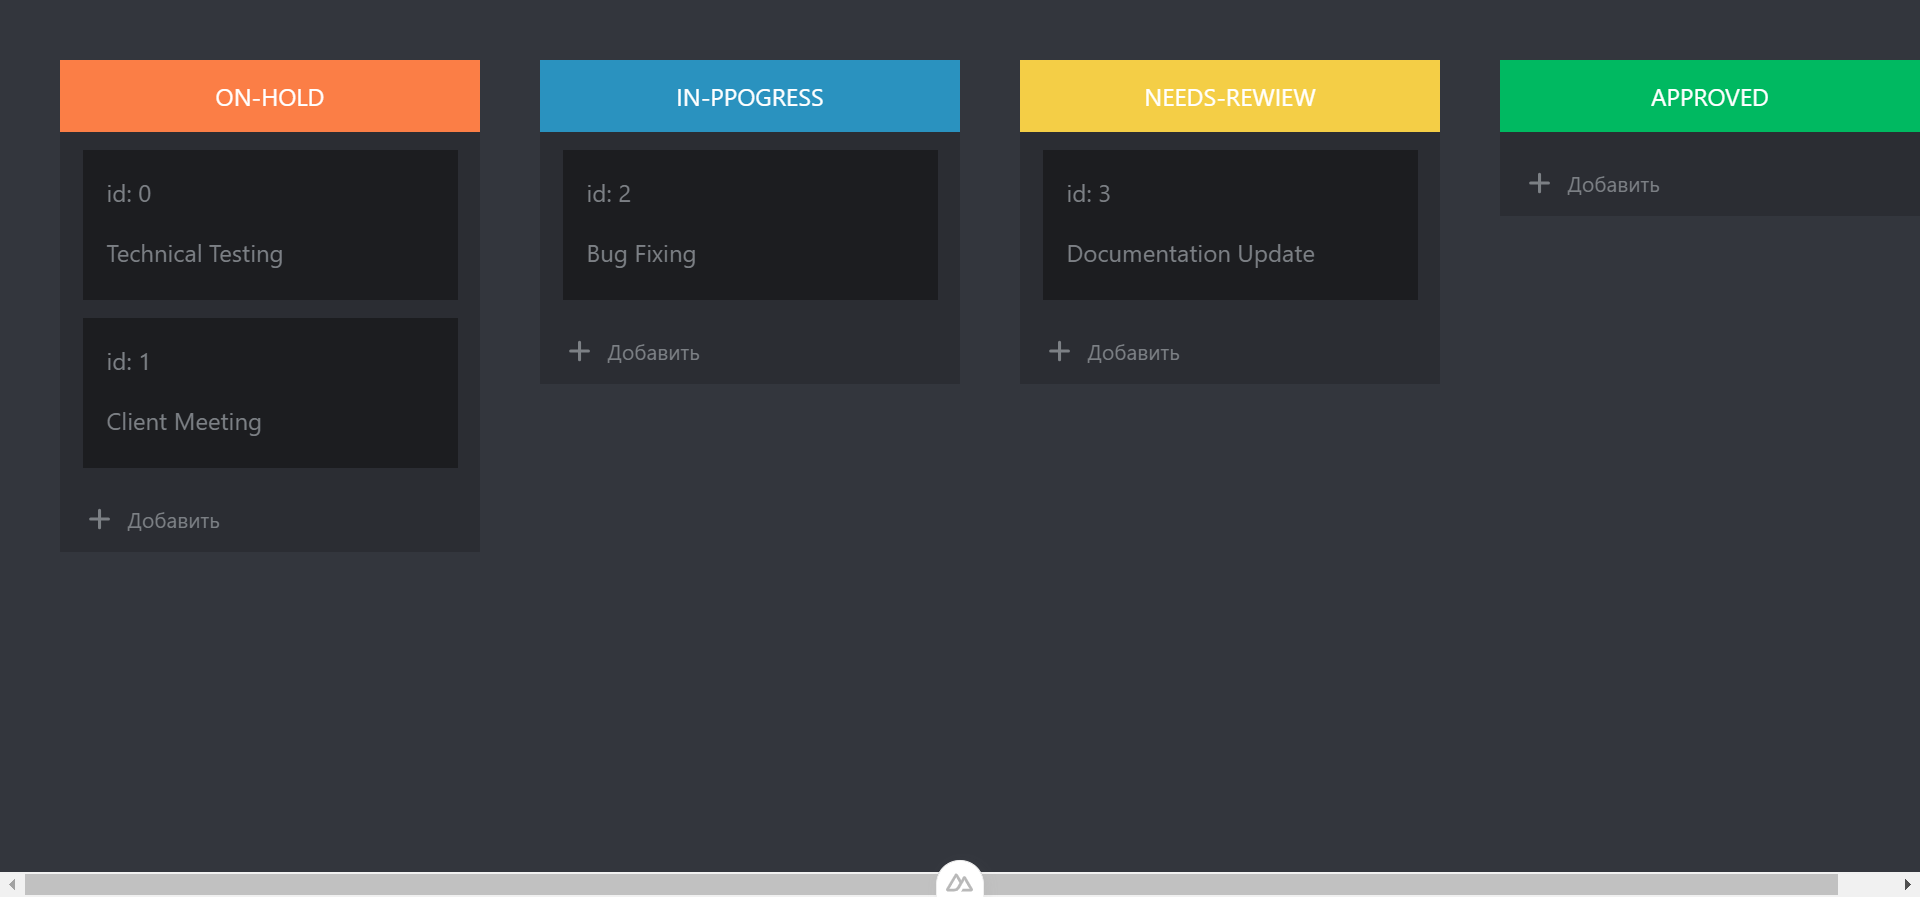 ON-HOLD
id: 0
Technical Testing
id: 1
Client Meeting
Добавить
IN-PPOGRESS
id: 2
Bug Fixing
Добавить
NEEDS-REWIEW
id: 3
Documentation Update
Добавить
APPROVED
Добавить